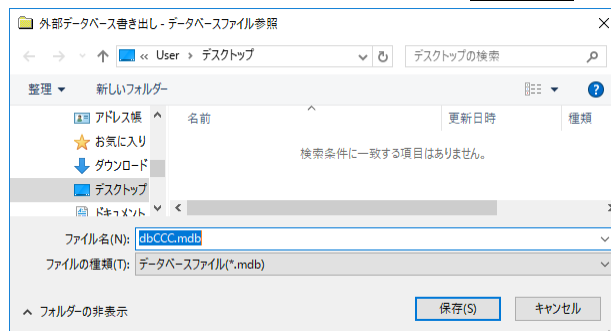 外部データベース書き出し - データベースファイル参照
« User › デスクトップ
デスクトップの検索
整理
新しいフォルダー
名前
更新日時
種類
アドレス帳
お気に入り
ダウンロード
デスクトップ
ドキュメント
検索条件に一致する項目はありません。
ファイル名(N): dbCCC.mdb
ファイルの種類(T): データベースファイル(*.mdb)
フォルダーの非表示
保存(S)
キャンセル